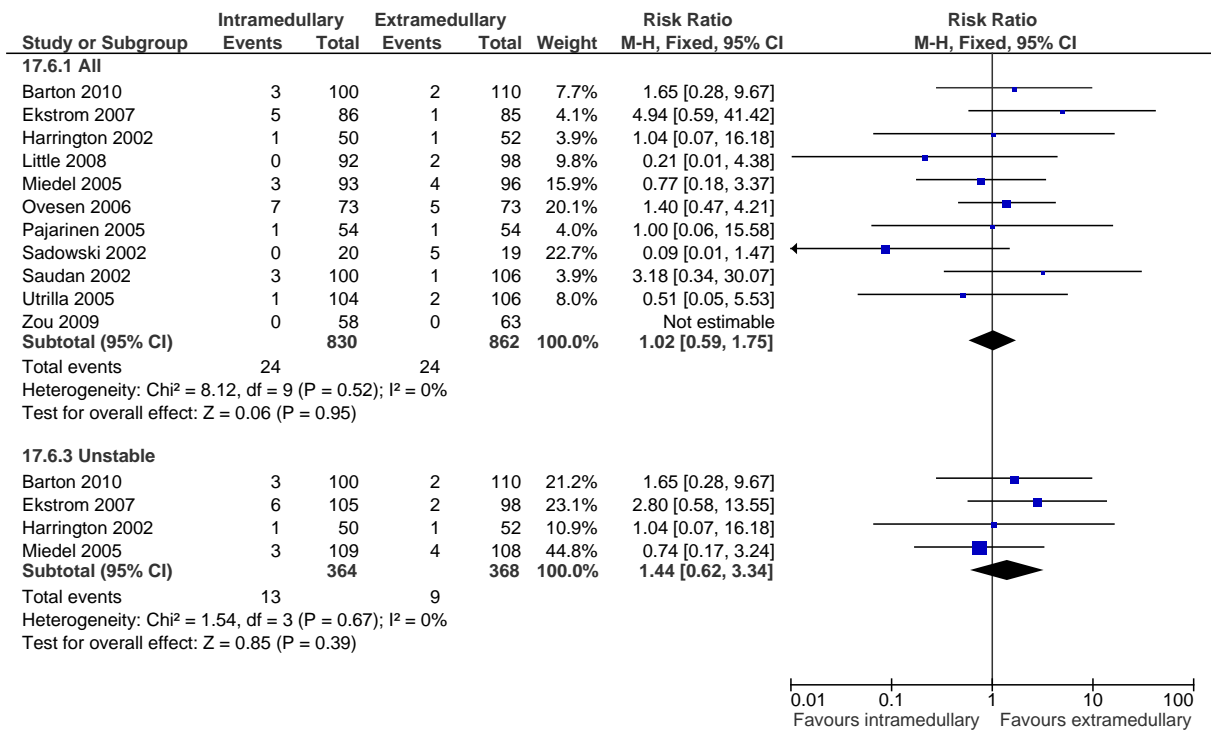 Intramedullary Extramedullary Risk Ratio Risk Ratio
Study or Subgroup Events Total Events Total Weight M-H, Fixed, 95% CI M-H, Fixed, 95% CI
17.6.1 All
Barton 2010 3 100 2 110 7.7% 1.65 [0.28, 9.67]
Ekstrom 2007 5 86 1 85 4.1% 4.94 [0.59, 41.42]
Harrington 2002 1 50 1 52 3.9% 1.04 [0.07, 16.18]
Little 2008 0 92 2 98 9.8% 0.21 [0.01, 4.38]
Miedel 2005 3 93 4 96 15.9% 0.77 [0.18, 3.37]
Ovesen 2006 7 73 5 73 20.1% 1.40 [0.47, 4.21]
Pajarinen 2005 1 54 1 54 4.0% 1.00 [0.06, 15.58]
Sadowski 2002 0 20 5 19 22.7% 0.09 [0.01, 1.47]
Saudan 2002 3 100 1 106 3.9% 3.18 [0.34, 30.07]
Utrilla 2005 1 104 2 106 8.0% 0.51 [0.05, 5.53]
Zou 2009 0 58 0 63 Not estimable
Subtotal (95% CI) 830 862 100.0% 1.02 [0.59, 1.75]
Total events 24 24
Heterogeneity: Chi² = 8.12, df = 9 (P = 0.52); I² = 0%
Test for overall effect: Z = 0.06 (P = 0.95)
17.6.3 Unstable
Barton 2010 3 100 2 110 21.2% 1.65 [0.28, 9.67]
Ekstrom 2007 6 105 2 98 23.1% 2.80 [0.58, 13.55]
Harrington 2002 1 50 1 52 10.9% 1.04 [0.07, 16.18]
Miedel 2005 3 109 4 108 44.8% 0.74 [0.17, 3.24]
Subtotal (95% CI) 364 368 100.0% 1.44 [0.62, 3.34]
Total events 13 9
Heterogeneity: Chi² = 1.54, df = 3 (P = 0.67); I² = 0%
Test for overall effect: Z = 0.85 (P = 0.39)
0.01 0.1 1 10 100
Favours intramedullary Favours extramedullary